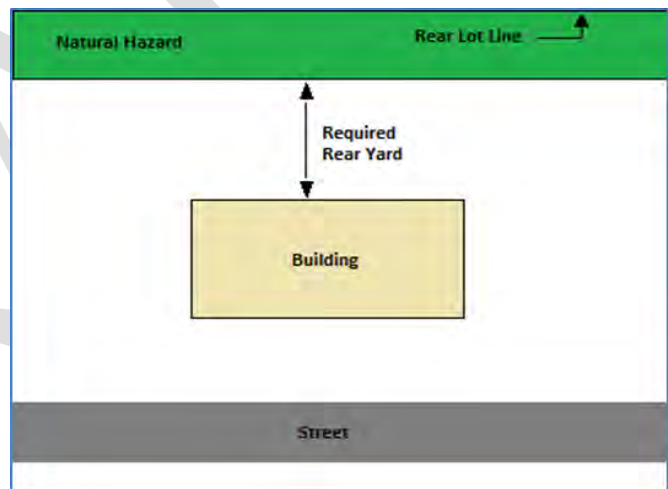 Natural Hazard
Rear Lot Line
Required
Rear Yard
Building
Street